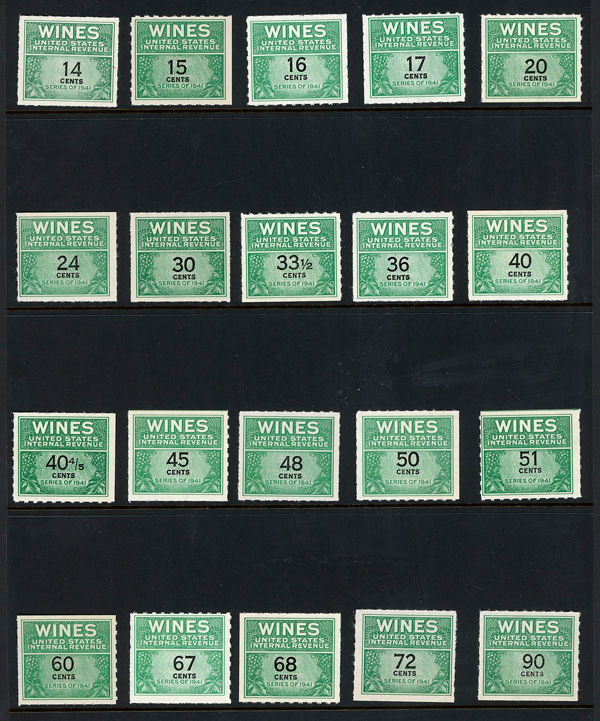 WINES
UNITED STATES
INTERNAL REVENUE
14
CENTS
SERIES OF 1941
WINES
UNITED STATES
INTERNAL REVENUE
15
CENTS
SERIES OF 1941
WINES
UNITED STATES
INTERNAL REVENUE
16
CENTS
SERIES OF 1941
WINES
UNITED STATES
INTERNAL REVENUE
17
CENTS
SERIES OF 1941
WINES
UNITED STATES
INTERNAL REVENUE
20
CENTS
SERIES OF 1941
WINES
UNITED STATES
INTERNAL REVENUE
24
CENTS
SERIES OF 1941
WINES
UNITED STATES
INTERNAL REVENUE
30
CENTS
SERIES OF 1941
WINES
UNITED STATES
INTERNAL REVENUE
33 1/2
CENTS
SERIES OF 1941
WINES
UNITED STATES
INTERNAL REVENUE
36
CENTS
SERIES OF 1941
WINES
UNITED STATES
INTERNAL REVENUE
40
CENTS
SERIES OF 1941
WINES
UNITED STATES
INTERNAL REVENUE
40 4/5
CENTS
SERIES OF 1941
WINES
UNITED STATES
INTERNAL REVENUE
45
CENTS
SERIES OF 1941
WINES
UNITED STATES
INTERNAL REVENUE
48
CENTS
SERIES OF 1941
WINES
UNITED STATES
INTERNAL REVENUE
50
CENTS
SERIES OF 1941
WINES
UNITED STATES
INTERNAL REVENUE
51
CENTS
SERIES OF 1941
WINES
UNITED STATES
INTERNAL REVENUE
60
CENTS
SERIES OF 1941
WINES
UNITED STATES
INTERNAL REVENUE
67
CENTS
SERIES OF 1941
WINES
UNITED STATES
INTERNAL REVENUE
68
CENTS
SERIES OF 1941
WINES
UNITED STATES
INTERNAL REVENUE
72
CENTS
SERIES OF 1941
WINES
UNITED STATES
INTERNAL REVENUE
90
CENTS
SERIES OF 1941